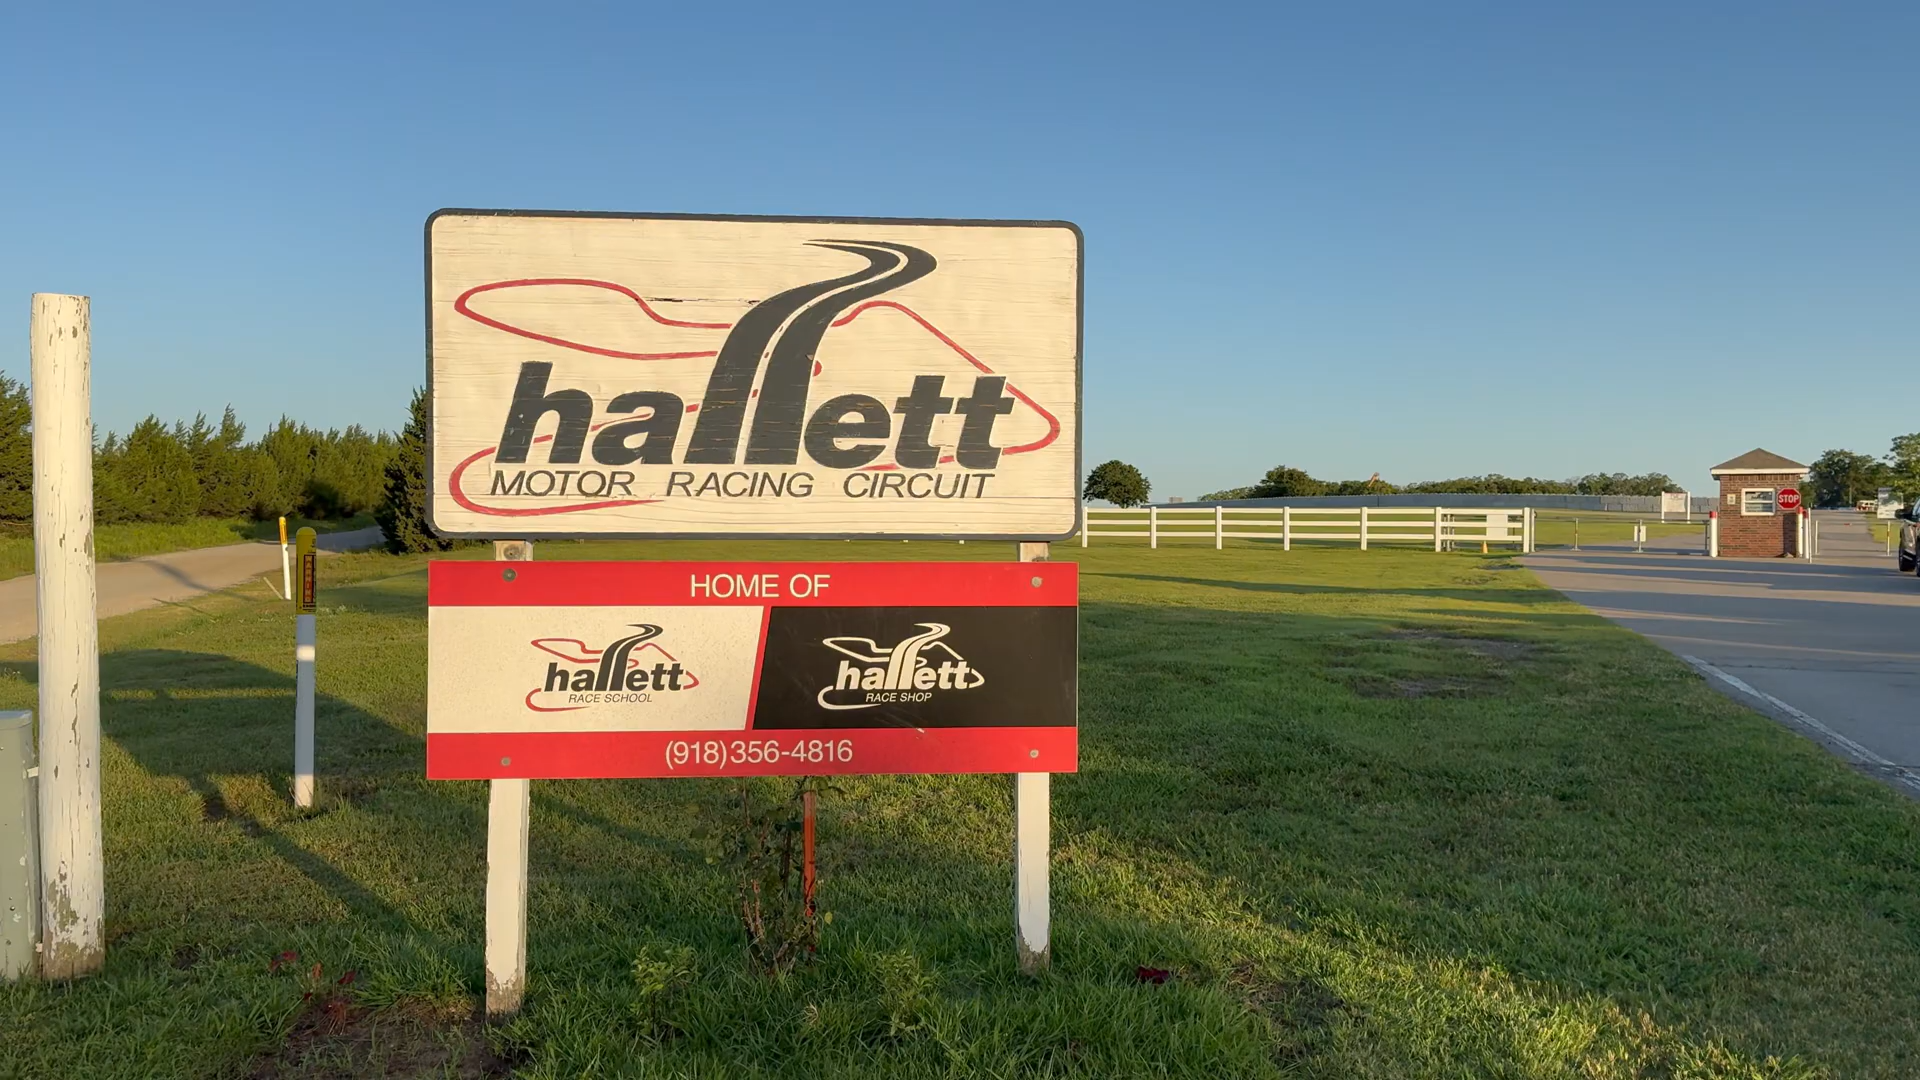 hallett
MOTOR RACING CIRCUIT
HOME OF
hallett
RACE SCHOOL
hallett
RACE SHOP
(918)356-4816
STOP